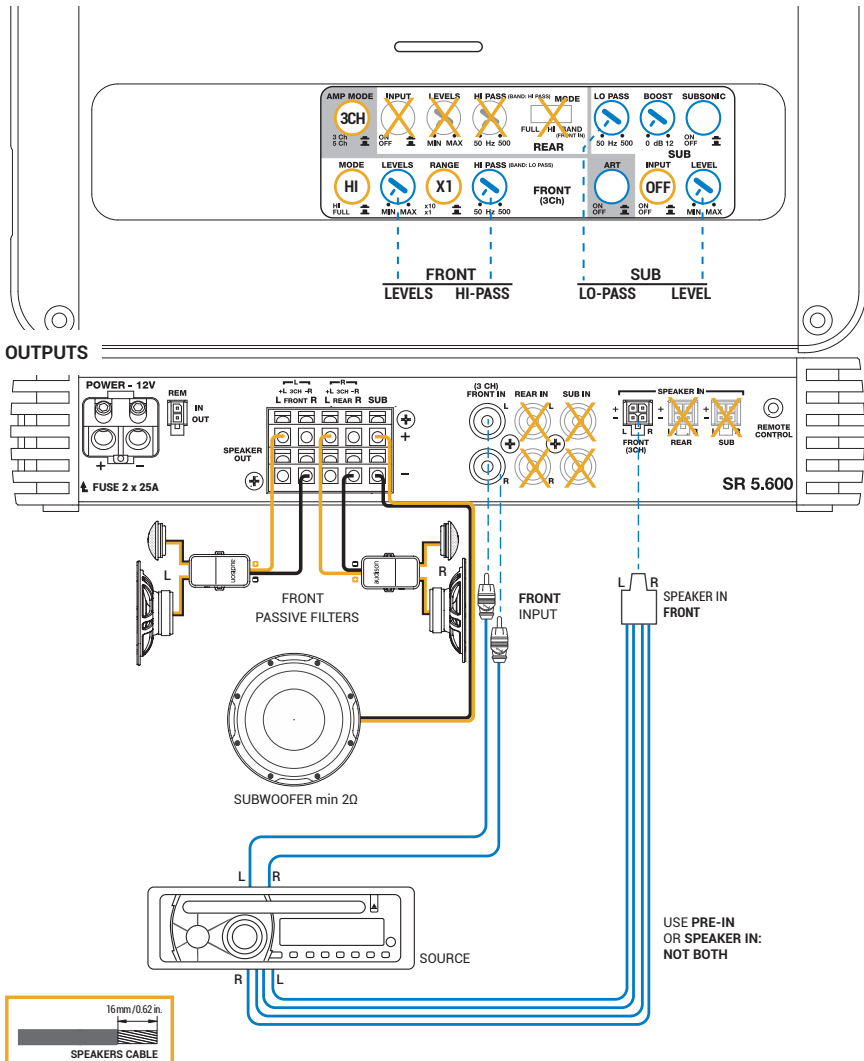 AMP MODE INPUT LEVELS HI PASS (BAND: HI PASS) MODE LO PASS BOOST SUBSONIC
3CH
FULL HI BAND
(FRONT IN)
3 Ch
5 Ch
ON
OFF
MIN MAX
50 Hz 500
REAR
50 Hz 500
0 dB 12
ON
OFF
SUB
MODE LEVELS RANGE HI PASS (BAND: LO PASS) ART INPUT LEVEL
HI
X1
FRONT
(3Ch)
OFF
HI
FULL
MIN MAX
x10
x1
50 Hz 500
ON
OFF
ON
OFF
MIN MAX
FRONT
LEVELS HI-PASS
SUB
LO-PASS LEVEL
OUTPUTS
POWER - 12V
REM
IN
OUT
+ -
FUSE 2 x 25A
L R
+L 3CH -R +L 3CH -R
L FRONT R L REAR R SUB
SPEAKER
OUT
+
-
(3 CH)
FRONT IN REAR IN SUB IN
L L
R R
SPEAKER IN
+ - + - + -
L R L R L R
FRONT
(3CH)
REAR
SUB
REMOTE
CONTROL
SR 5.600
L
audison
audison
R
FRONT
PASSIVE FILTERS
FRONT
INPUT
L R
SPEAKER IN
FRONT
SUBWOOFER min 2Ω
L R
SOURCE
R L
USE PRE-IN
OR SPEAKER IN:
NOT BOTH
16mm/0.62 in.
SPEAKERS CABLE